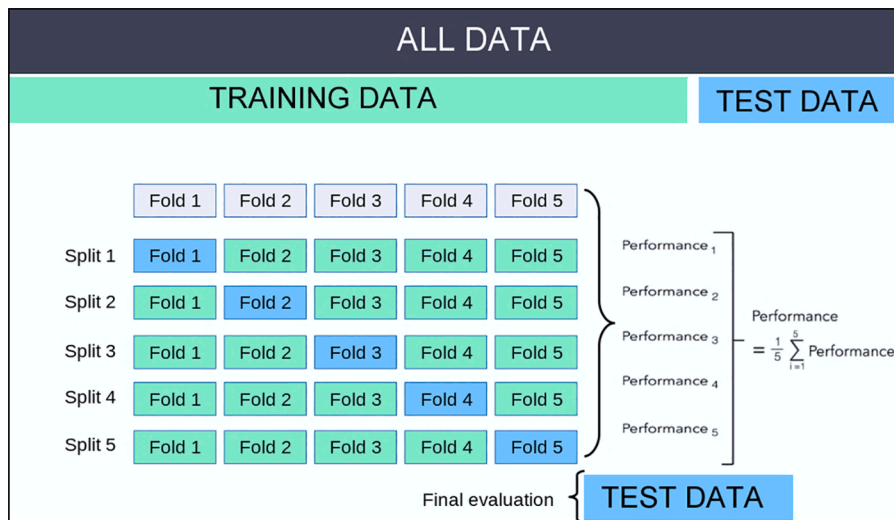 ALL DATA
TRAINING DATA
TEST DATA
Fold 1 Fold 2 Fold 3 Fold 4 Fold 5
Split 1 Fold 1 Fold 2 Fold 3 Fold 4 Fold 5
Split 2 Fold 1 Fold 2 Fold 3 Fold 4 Fold 5
Split 3 Fold 1 Fold 2 Fold 3 Fold 4 Fold 5
Split 4 Fold 1 Fold 2 Fold 3 Fold 4 Fold 5
Split 5 Fold 1 Fold 2 Fold 3 Fold 4 Fold 5
Performance 1
Performance 2
Performance 3
Performance 4
Performance 5
Performance
= 1/5 5∑i=1 Performance
Final evaluation
TEST DATA